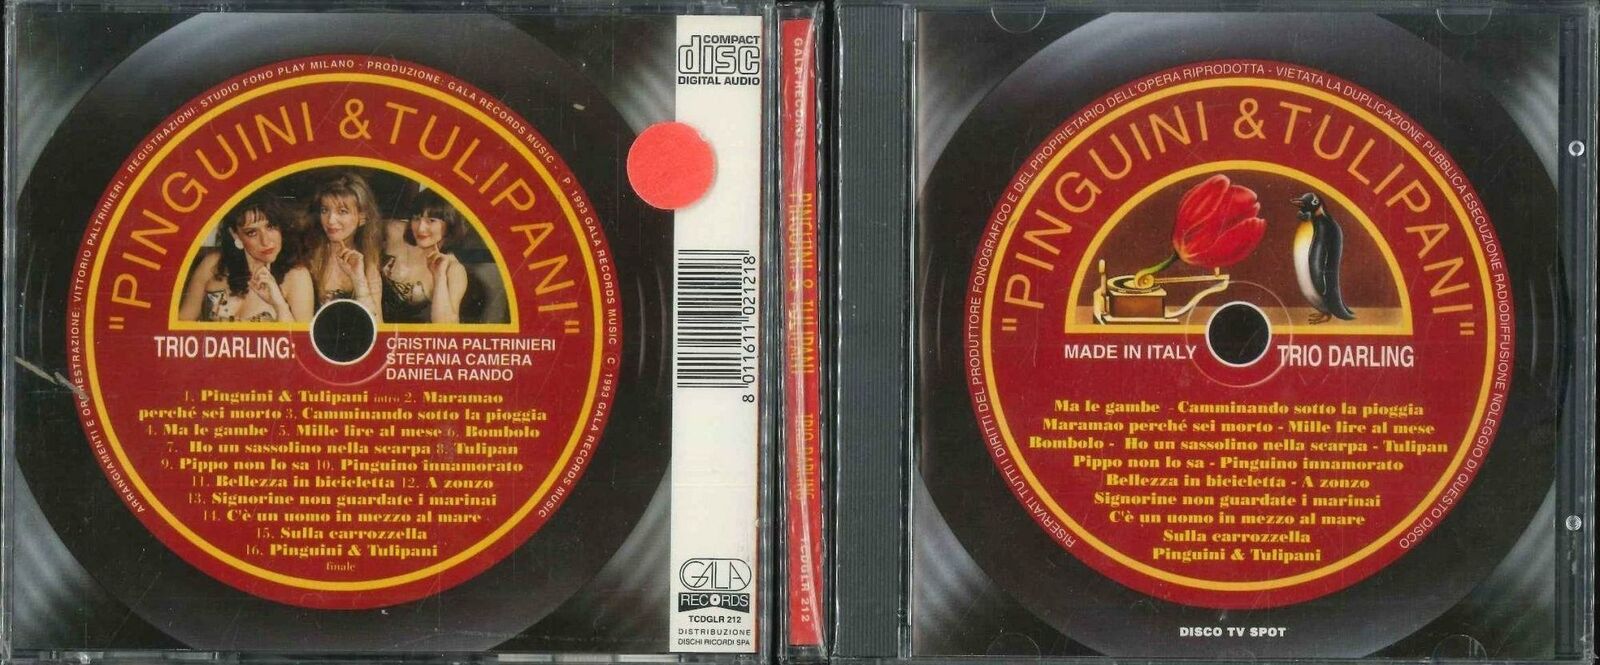 ARRANGIAMENTI E ORCHESTRAZIONE: VITTORIO PALTRINIERI - REGISTRAZIONI: STUDIO FONO PLAY MILANO - PRODUZIONE: GALA RECORDS MUSIC - P 1993 GALA RECORDS MUSIC C 1993 GALA RECORDS MUSIC
"PINGUINI & TULIPANI"
TRIO DARLING:
CRISTINA PALTRINIERI
STEFANIA CAMERA
DANIELA RANDO
1. Pinguini & Tulipani intro 2. Maramao
perché sei morto 3. Camminando sotto la pioggia
4. Ma le gambe 5. Mille lire al mese 6. Bombolo
7. Ho un sassolino nella scarpa 8. Tulipan
9. Pippo non lo sa 10. Pinguino innamorato
11. Bellezza in bicicletta 12. A zonzo
13. Signorine non guardate i marinai
14. C'è un uomo in mezzo al mare
15. Sulla carrozzella
16. Pinguini & Tulipani
finale
COMPACT
disc
DIGITAL AUDIO
8 011611 021218
GALA
RECORDS
TCDGLR 212
DISTRIBUZIONE
DISCHI RICORDI SPA
GALA RECORDS PINGUINI & TULIPANI TRIO DARLING TCDGLR 212
RISERVATI TUTTI I DIRITTI DEL PRODUTTORE FONOGRAFICO E DEL PROPRIETARIO DELL'OPERA RIPRODOTTA - VIETATA LA DUPLICAZIONE PUBBLICA ESECUZIONE RADIODIFFUSIONE NOLEGGIO DI QUESTO DISCO
"PINGUINI & TULIPANI"
MADE IN ITALY
TRIO DARLING
Ma le gambe - Camminando sotto la pioggia
Maramao perché sei morto - Mille lire al mese
Bombolo - Ho un sassolino nella scarpa - Tulipan
Pippo non lo sa - Pinguino innamorato
Bellezza in bicicletta - A zonzo
Signorine non guardate i marinai
C'è un uomo in mezzo al mare
Sulla carrozzella
Pinguini & Tulipani
DISCO TV SPOT